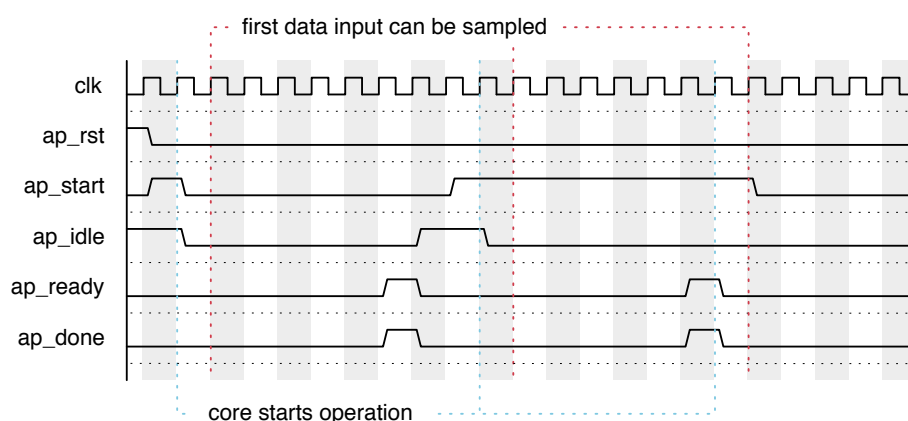 first data input can be sampled
clk
ap_rst
ap_start
ap_idle
ap_ready
ap_done
core starts operation